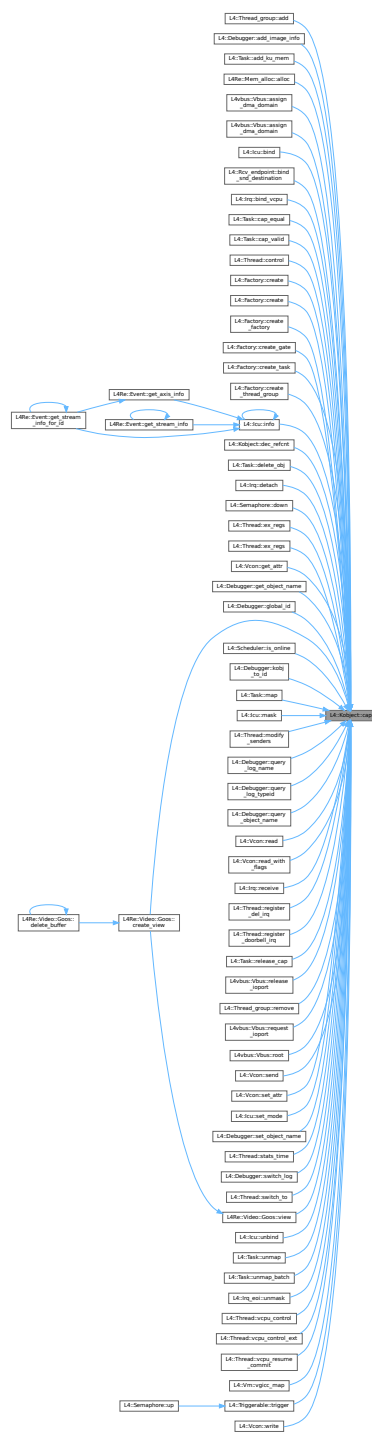 L4::Thread_group::add
L4::Debugger::add_image_info
L4::Task::add_ku_mem
L4Re::Mem_alloc::alloc
L4vbus::Vbus::assign
_dma_domain
L4vbus::Vbus::assign
_dma_domain
L4::Icu::bind
L4::Rcv_endpoint::bind
_snd_destination
L4::Irq::bind_vcpu
L4::Task::cap_equal
L4::Task::cap_valid
L4::Thread::control
L4::Factory::create
L4::Factory::create
L4::Factory::create
_factory
L4::Factory::create_gate
L4::Factory::create_task
L4::Factory::create
_thread_group
L4Re::Event::get_axis_info
L4Re::Event::get_stream
_info_for_id
L4Re::Event::get_stream_info
L4::Icu::info
L4::Kobject::dec_refcnt
L4::Task::delete_obj
L4::Irq::detach
L4::Semaphore::down
L4::Thread::ex_regs
L4::Thread::ex_regs
L4::Vcon::get_attr
L4::Debugger::get_object_name
L4::Debugger::global_id
L4::Scheduler::is_online
L4::Debugger::kobj
_to_id
L4::Task::map
L4::Icu::mask
L4::Kobject::cap
L4::Thread::modify
_senders
L4::Debugger::query
_log_name
L4::Debugger::query
_log_typeid
L4::Debugger::query
_object_name
L4::Vcon::read
L4::Vcon::read_with
_flags
L4::Irq::receive
L4::Thread::register
_del_irq
L4Re::Video::Goos::
delete_buffer
L4Re::Video::Goos::
create_view
L4::Thread::register
_doorbell_irq
L4::Task::release_cap
L4vbus::Vbus::release
_ioport
L4::Thread_group::remove
L4vbus::Vbus::request
_ioport
L4vbus::Vbus::root
L4::Vcon::send
L4::Vcon::set_attr
L4::Icu::set_mode
L4::Debugger::set_object_name
L4::Thread::stats_time
L4::Debugger::switch_log
L4::Thread::switch_to
L4Re::Video::Goos::view
L4::Icu::unbind
L4::Task::unmap
L4::Task::unmap_batch
L4::Irq_eoi::unmask
L4::Thread::vcpu_control
L4::Thread::vcpu_control_ext
L4::Thread::vcpu_resume
_commit
L4::Vm::vgicc_map
L4::Semaphore::up
L4::Triggerable::trigger
L4::Vcon::write